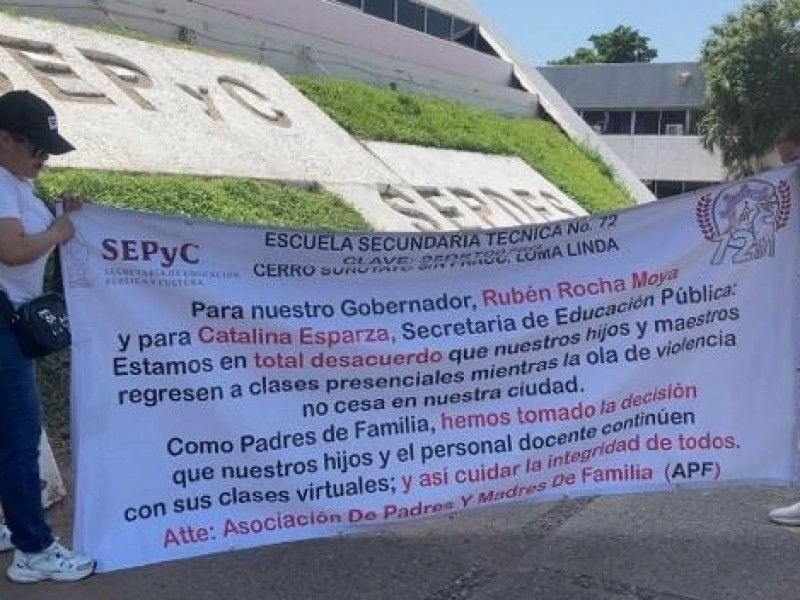 SEPyC
SEPDES
SEPyC
SECRETARÍA DE EDUCACIÓN
PÚBLICA Y CULTURA
ESCUELA SECUNDARIA TECNICA No. 72
CLAVE:
CERRO LOMA LINDA
72
Para nuestro Gobernador, Rubén Rocha Moya
y para Catalina Esparza, Secretaria de Educación Pública:
Estamos en total desacuerdo que nuestros hijos y maestros
regresen a clases presenciales mientras la ola de violencia
no cesa en nuestra ciudad.
Como Padres de Familia, hemos tomado la decisión
que nuestros hijos y el personal docente continúen
con sus clases virtuales; y así cuidar la integridad de todos.
Atte: Asociación De Padres Y Madres De Familia (APF)